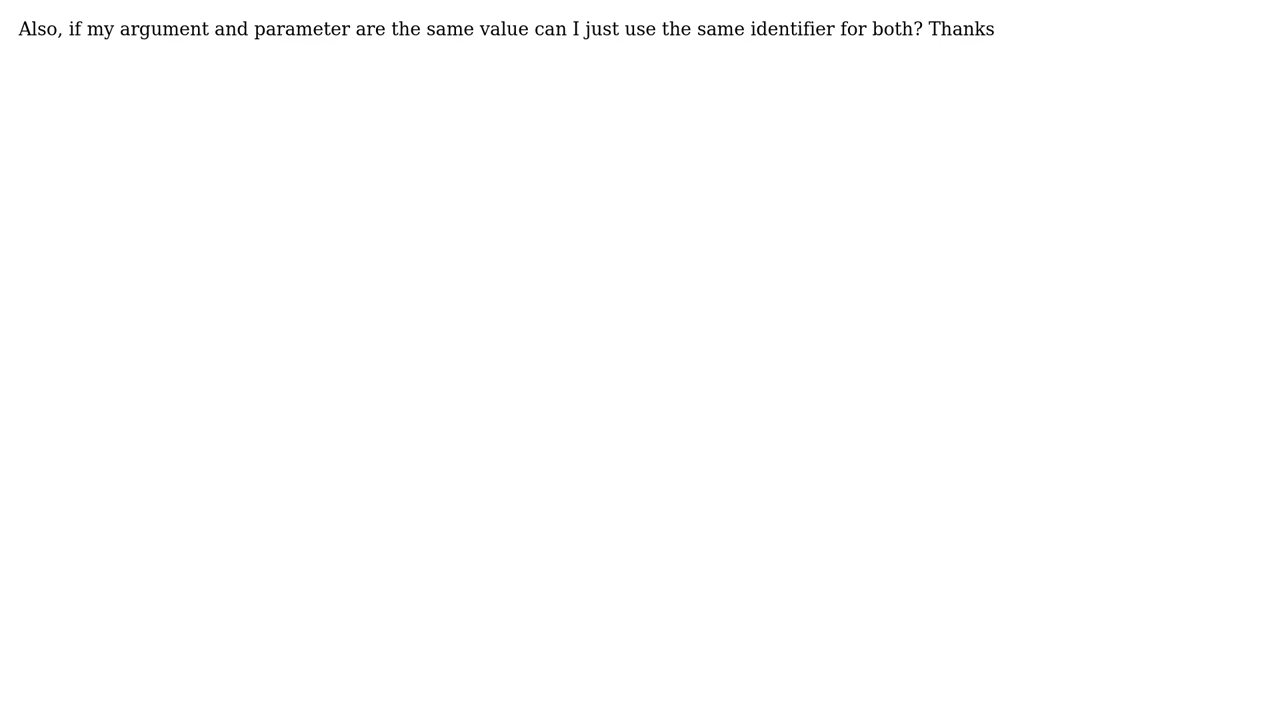 Also, if my argument and parameter are the same value can I just use the same identifier for both? Thanks